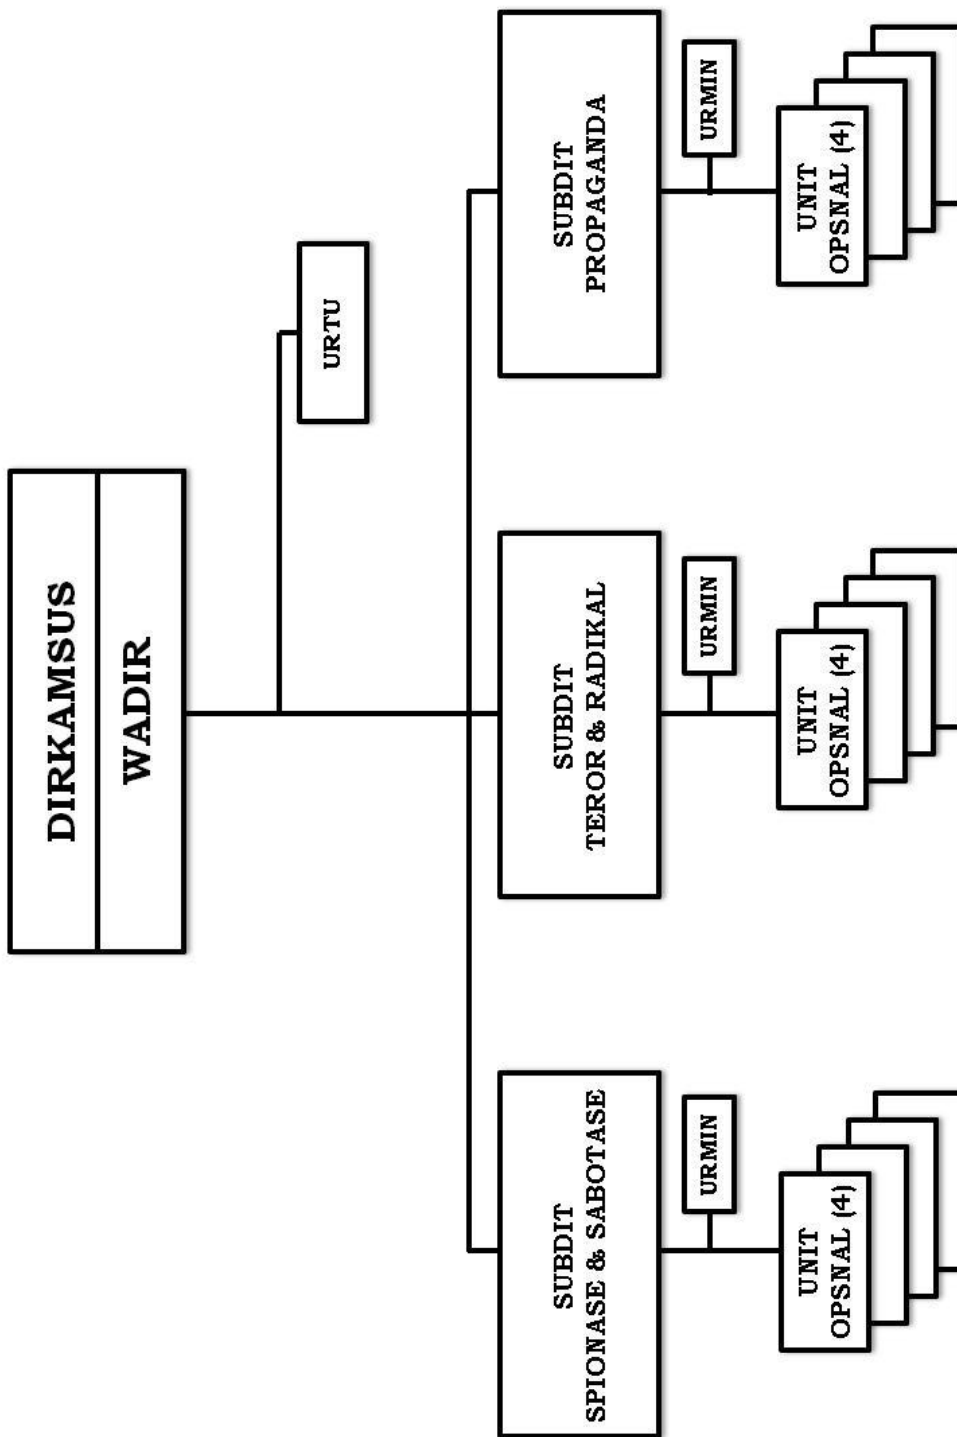 DIRKAMSUS
WADIR
URTU
SUBDIT
SPIONASE & SABOTASE
SUBDIT
TEROR & RADIKAL
SUBDIT
PROPAGANDA
URMIN
URMIN
URMIN
UNIT
OPSNAL (4)
UNIT
OPSNAL (4)
UNIT
OPSNAL (4)